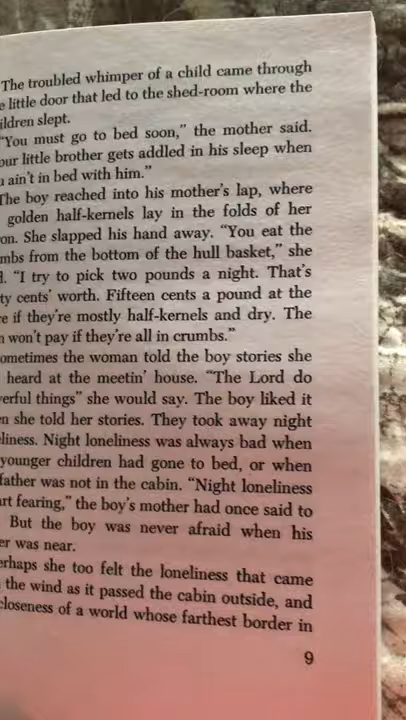 The troubled whimper of a child came through
e little door that led to the shed-room where the
ildren slept.
"You must go to bed soon," the mother said.
our little brother gets addled in his sleep when
u ain't in bed with him."
The boy reached into his mother's lap, where
golden half-kernels lay in the folds of her
on. She slapped his hand away. "You eat the
mbs from the bottom of the hull basket," she
d. "I try to pick two pounds a night. That's
ty cents' worth. Fifteen cents a pound at the
e if they're mostly half-kernels and dry. The
n won't pay if they're all in crumbs."
ometimes the woman told the boy stories she
heard at the meetin' house. "The Lord do
erful things" she would say. The boy liked it
en she told her stories. They took away night
eliness. Night loneliness was always bad when
younger children had gone to bed, or when
father was not in the cabin. "Night loneliness
art fearing," the boy's mother had once said to
But the boy was never afraid when his
er was near.
erhaps she too felt the loneliness that came
the wind as it passed the cabin outside, and
closeness of a world whose farthest border in
9